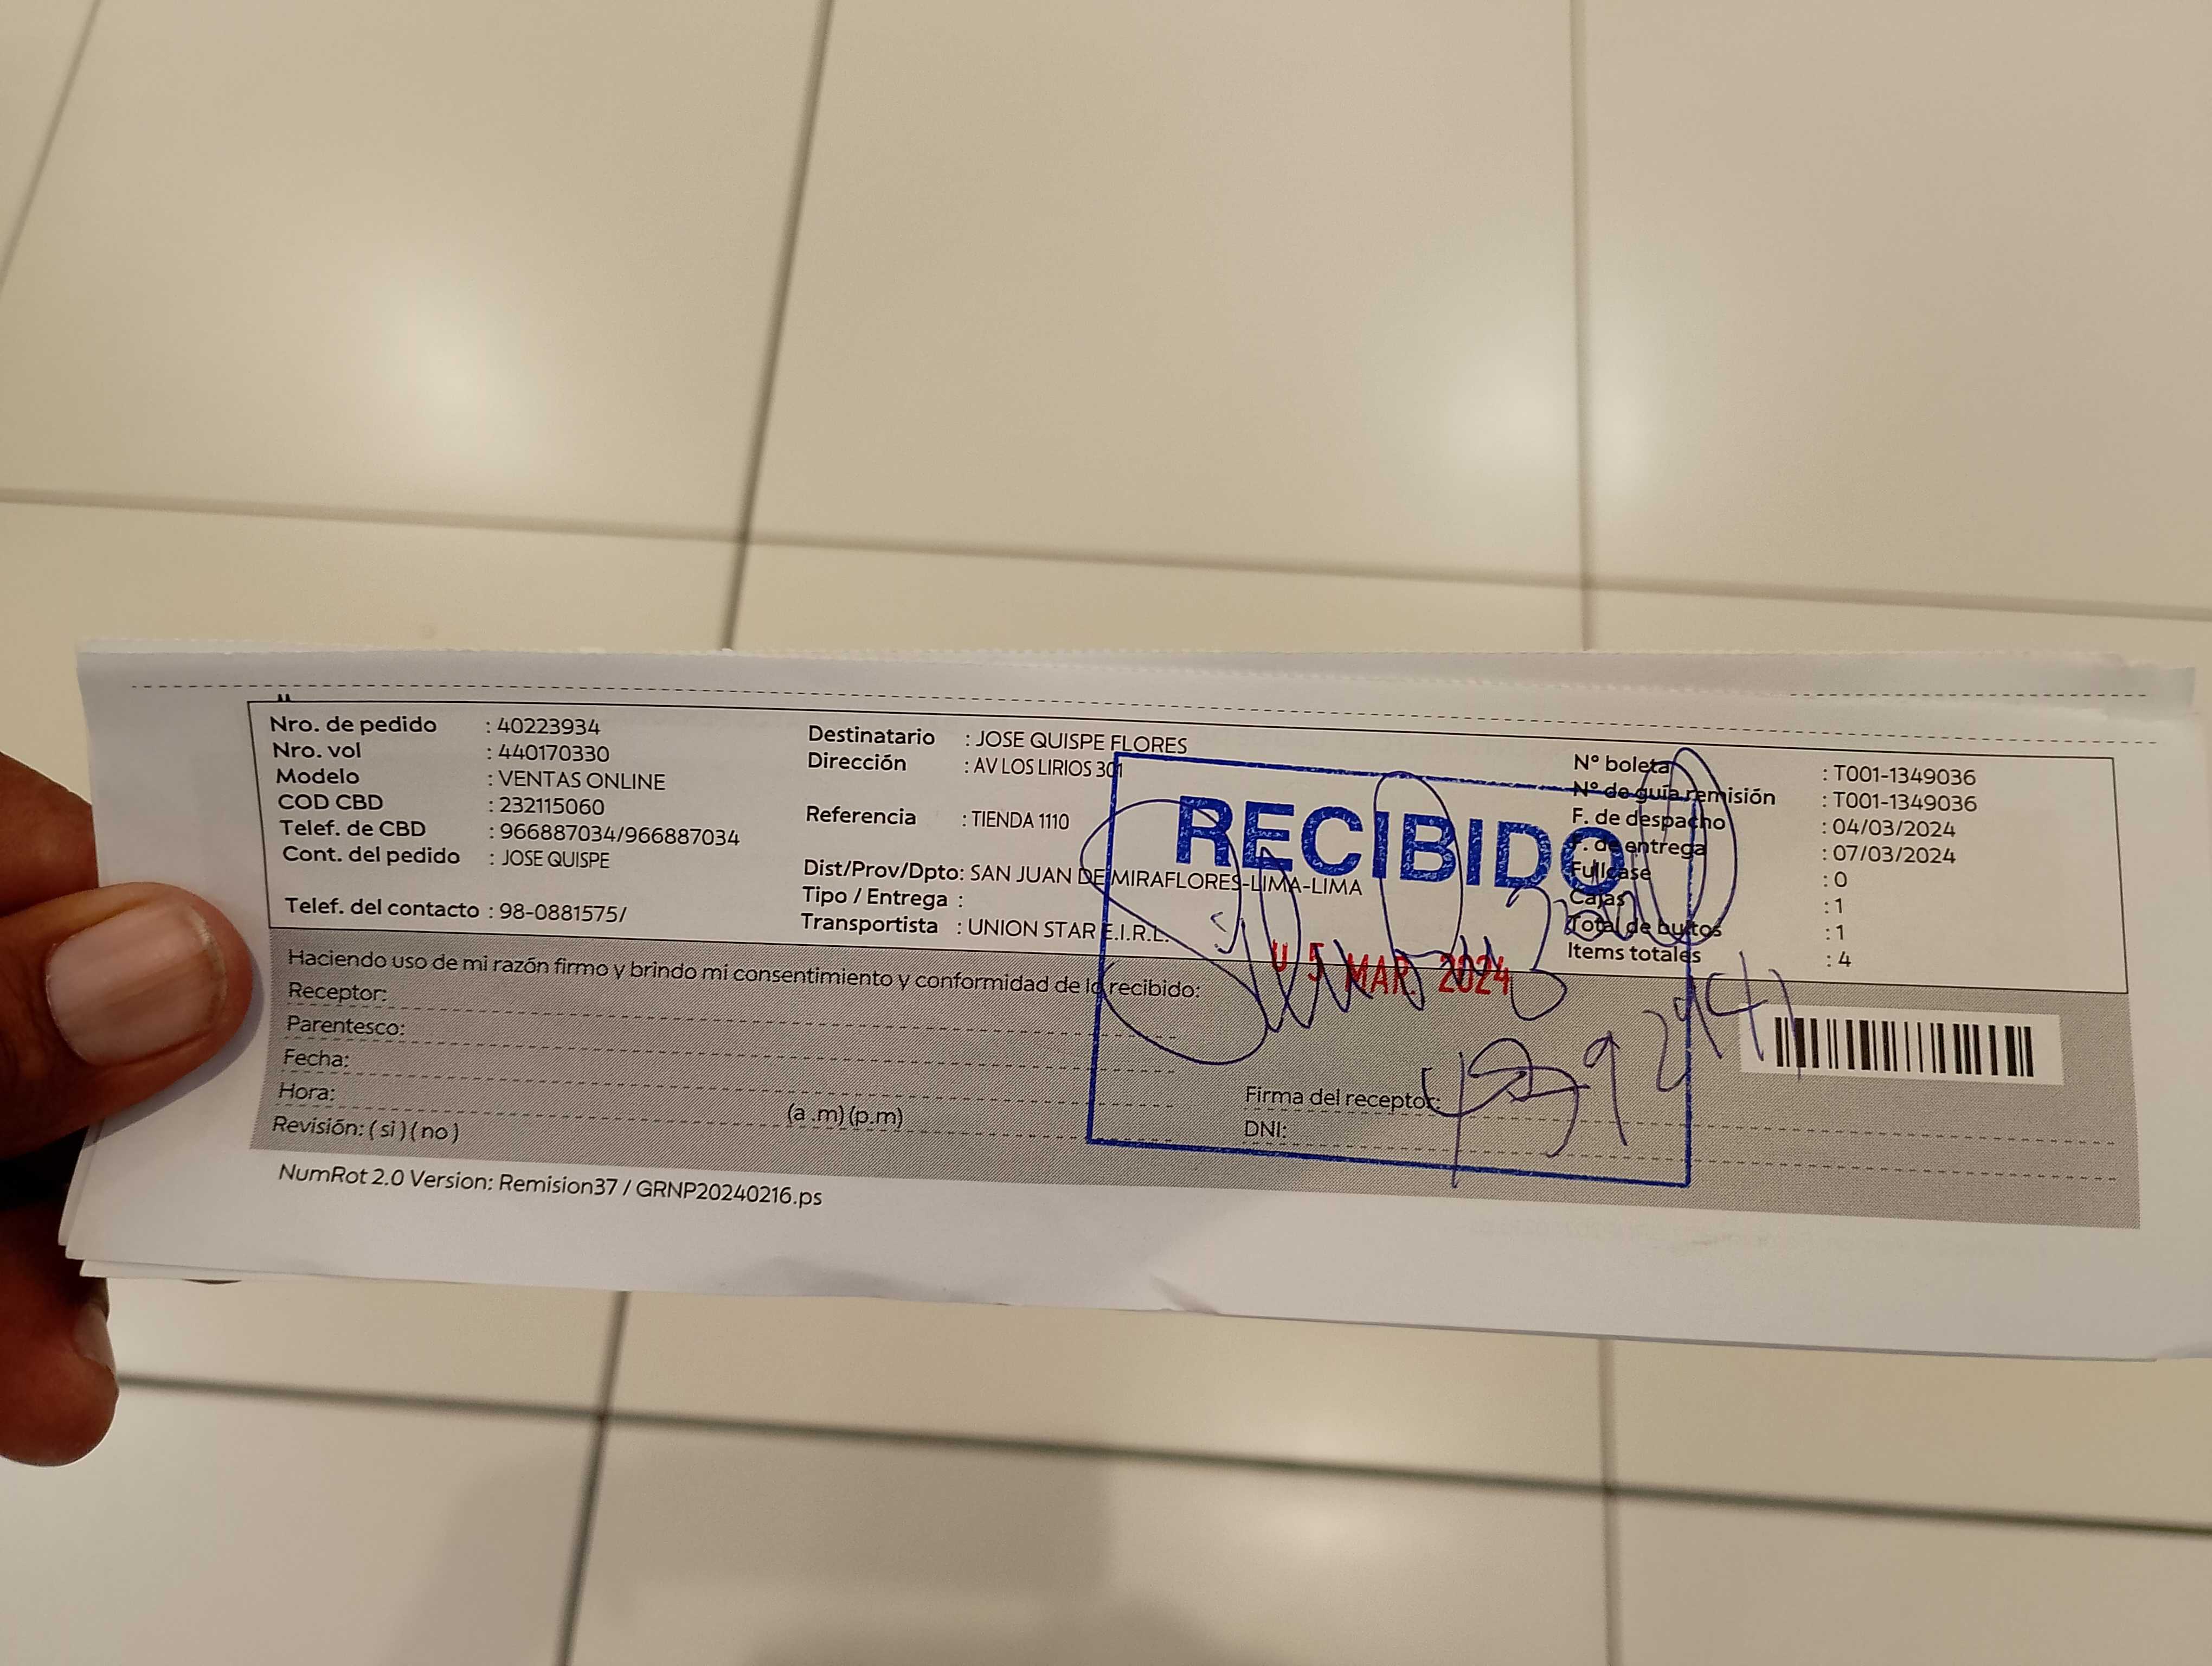 Nro. de pedido : 40223934
Nro. vol : 440170330
Modelo : VENTAS ONLINE
COD CBD : 232115060
Telef. de CBD : 966887034/966887034
Cont. del pedido : JOSE QUISPE
Telef. del contacto : 98-0881575/
Destinatario : JOSE QUISPE FLORES
Dirección : AV LOS LIRIOS 301
Referencia : TIENDA 1110
Dist/Prov/Dpto: SAN JUAN DE MIRAFLORES-LIMA-LIMA
Tipo / Entrega :
Transportista : UNION STAR E.I.R.L.
N° boleta : T001-1349036
N° de guía remisión : T001-1349036
F. de despacho : 04/03/2024
F. de entrega : 07/03/2024
Fullcase : 0
Cajas : 1
Total de bultos : 1
Items totales : 4
RECIBIDO
05 MAR. 2024
Haciendo uso de mi razón firmo y brindo mi consentimiento y conformidad de lo recibido:
Receptor:
Parentesco:
Fecha:
Hora: (a .m) (p.m)
Revisión: ( si ) ( no )
Firma del receptor:
DNI:
NumRot 2.0 Version: Remision37 / GRNP20240216.ps